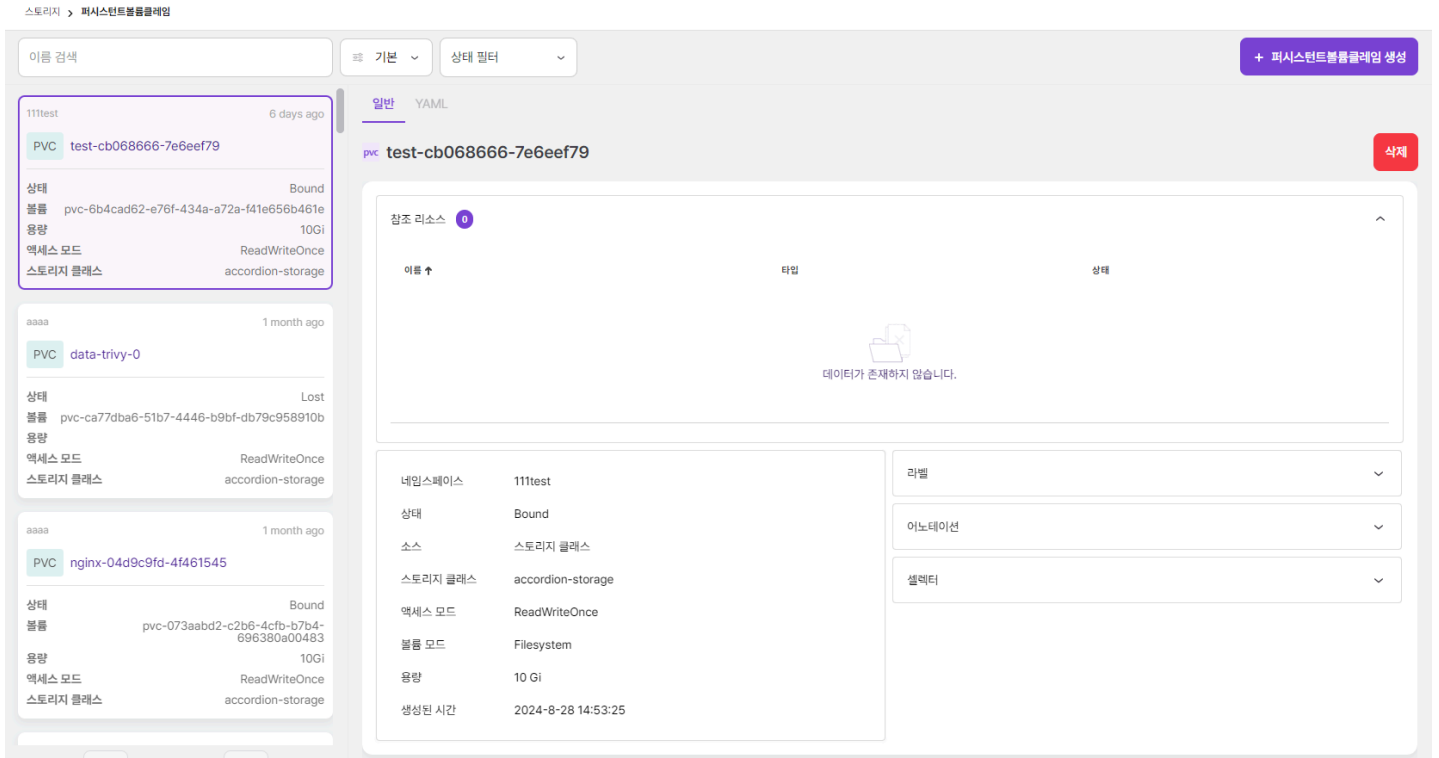 스토리지 > 퍼시스턴트볼륨클레임
이름 검색
기본
상태 필터
+ 퍼시스턴트볼륨클레임 생성
111test 6 days ago
PVC test-cb068666-7e6eef79
상태 Bound
볼륨 pvc-6b4cad62-e76f-434a-a72a-f41e656b461e
용량 10Gi
액세스 모드 ReadWriteOnce
스토리지 클래스 accordion-storage
aaaa 1 month ago
PVC data-trivy-0
상태 Lost
볼륨 pvc-ca77dba6-51b7-4446-b9bf-db79c958910b
용량
액세스 모드 ReadWriteOnce
스토리지 클래스 accordion-storage
aaaa 1 month ago
PVC nginx-04d9c9fd-4f461545
상태 Bound
볼륨 pvc-073aabd2-c2b6-4cfb-b7b4-
696380a00483
용량 10Gi
액세스 모드 ReadWriteOnce
스토리지 클래스 accordion-storage
일반 YAML
pvc test-cb068666-7e6eef79
삭제
참조 리소스 0
이름 타입 상태
데이터가 존재하지 않습니다.
네임스페이스 111test
상태 Bound
소스 스토리지 클래스
스토리지 클래스 accordion-storage
액세스 모드 ReadWriteOnce
볼륨 모드 Filesystem
용량 10 Gi
생성된 시간 2024-8-28 14:53:25
라벨
어노테이션
셀렉터